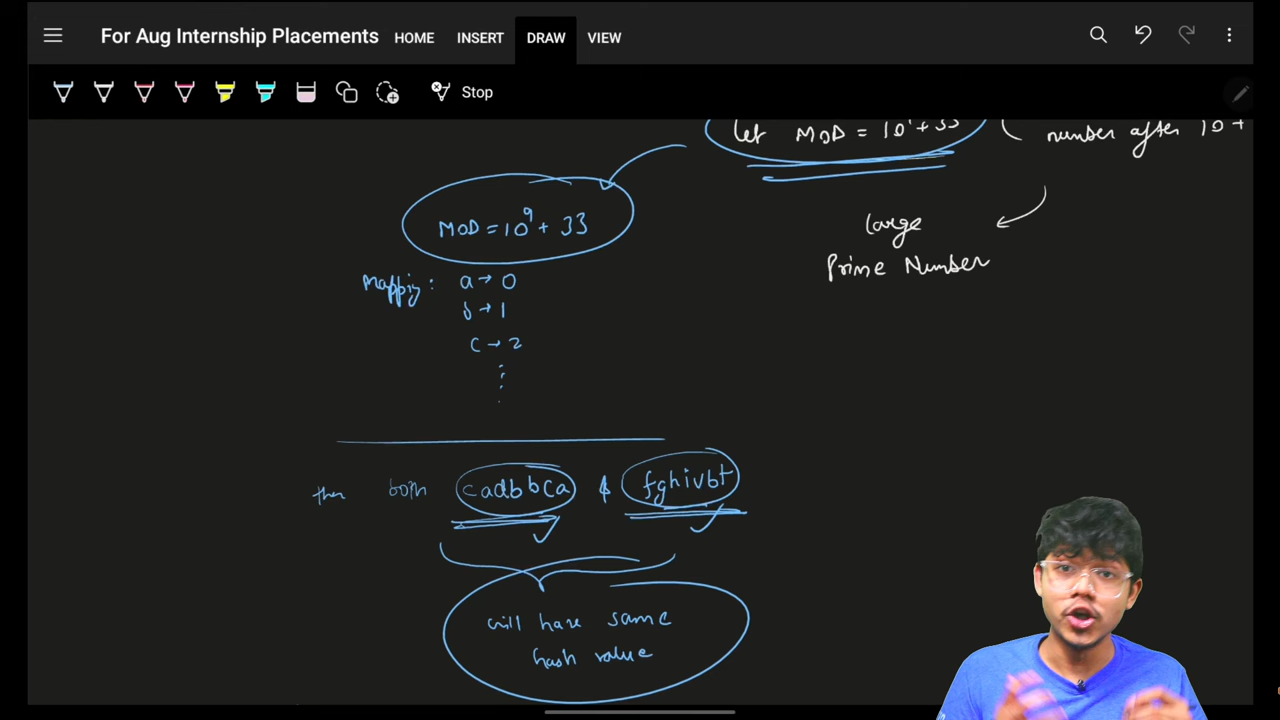 For Aug Internship Placements HOME INSERT DRAW VIEW
Stop
let MOD = 10⁹ + 33
number after 10
MOD = 10⁹ + 33
large
Prime Number
Mapping: a → 0
b → 1
c → 2
then both cadbbca & fghivbt
will have same
hash value